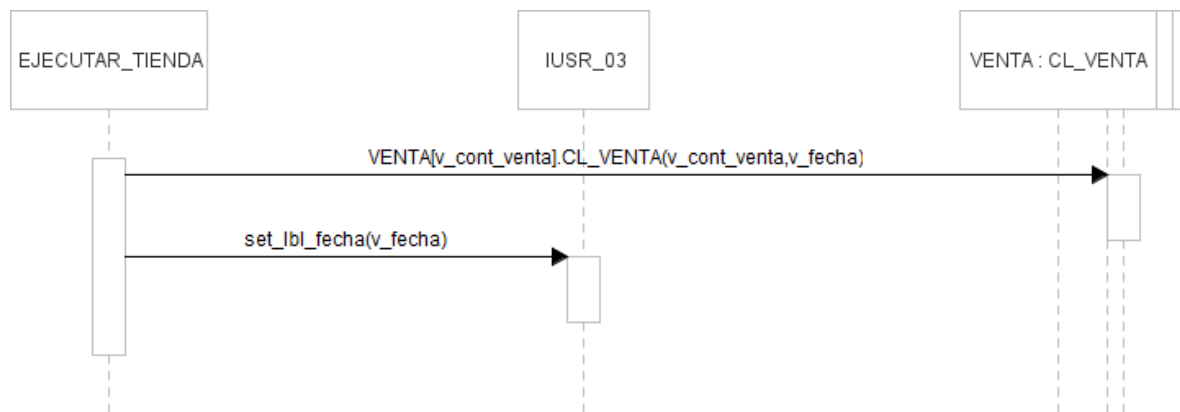 EJECUTAR_TIENDA
IUSR_03
VENTA : CL_VENTA
VENTA[v_cont_venta].CL_VENTA(v_cont_venta,v_fecha)
set_lbl_fecha(v_fecha)